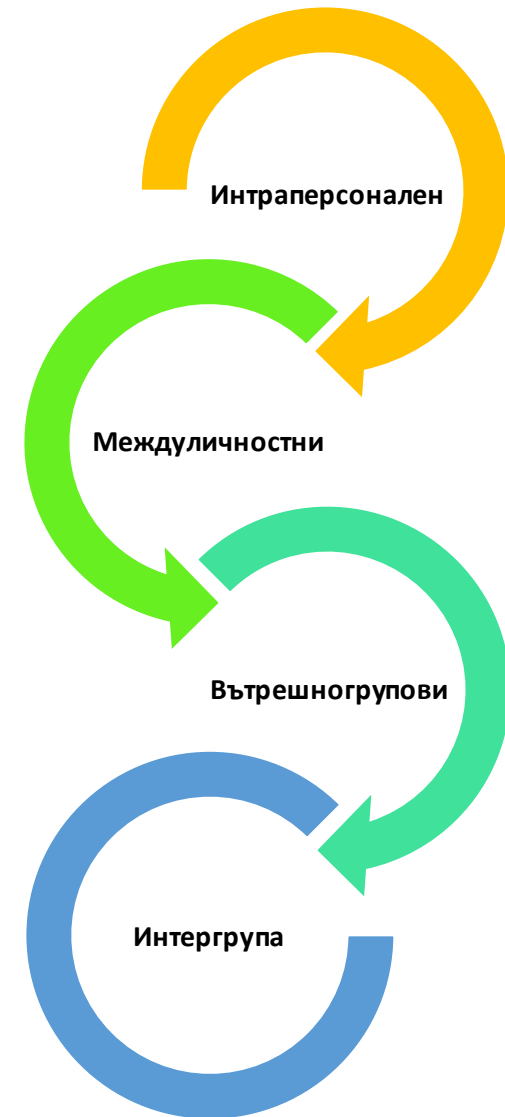 Интраперсонален
Междуличностни
Вътрешногрупови
Интергрупа